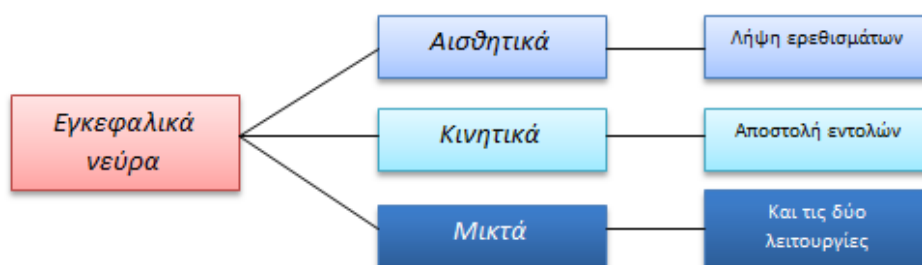 Αισθητικά
Λήψη ερεθισμάτων
Εγκεφαλικά
νεύρα
Κινητικά
Αποστολή εντολών
Μικτά
Και τις δύο
λειτουργίες